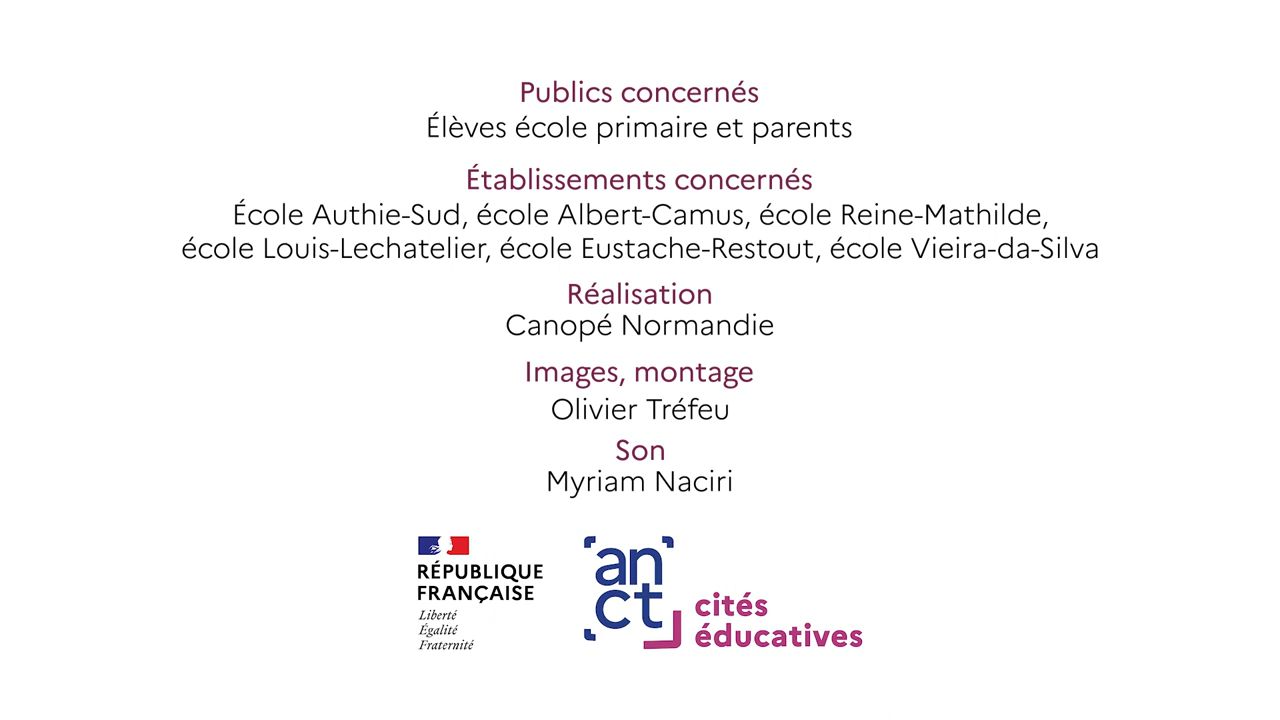 Publics concernés
Élèves école primaire et parents
Établissements concernés
École Authie-Sud, école Albert-Camus, école Reine-Mathilde,
école Louis-Lechatelier, école Eustache-Restout, école Vieira-da-Silva
Réalisation
Canopé Normandie
Images, montage
Olivier Tréfeu
Son
Myriam Naciri
RÉPUBLIQUE
FRANÇAISE
Liberté
Égalité
Fraternité
an
ct
cités
éducatives